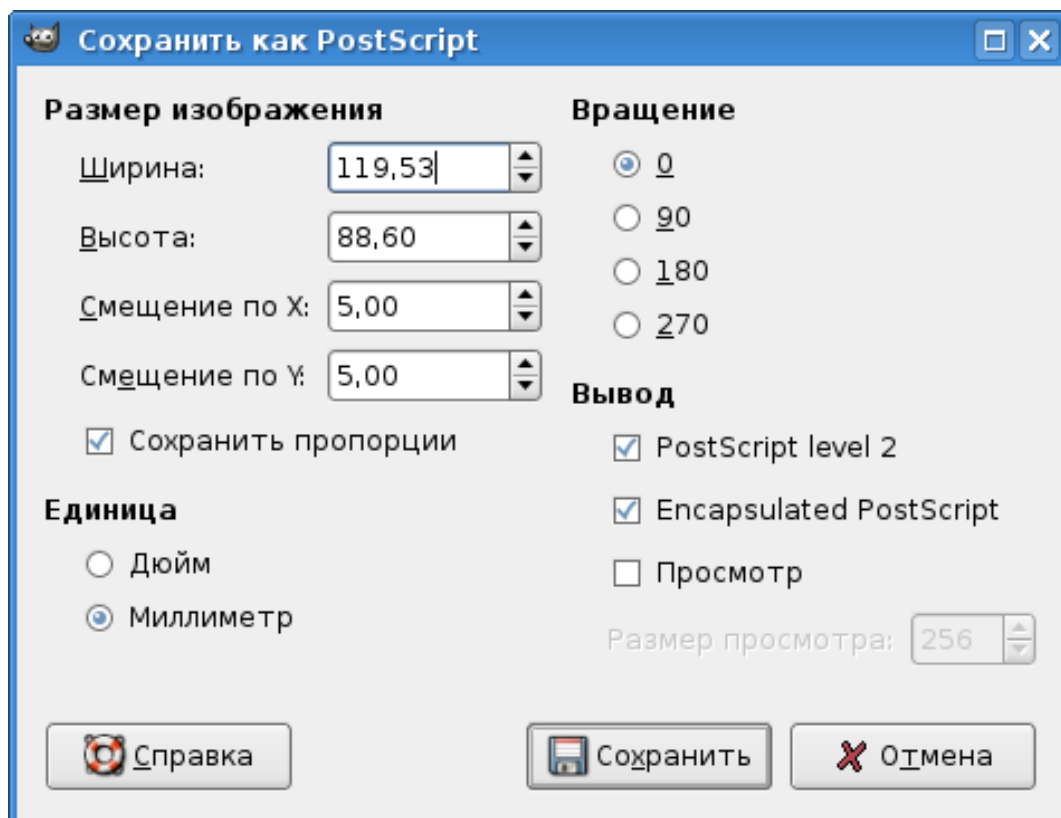 Сохранить как PostScript
Размер изображения
Ширина: 119,53
Высота: 88,60
Смещение по X: 5,00
Смещение по Y: 5,00
Сохранить пропорции
Единица
Дюйм
Миллиметр
Вращение
0
90
180
270
Вывод
PostScript level 2
Encapsulated PostScript
Просмотр
Размер просмотра: 256
Справка
Сохранить
Отмена